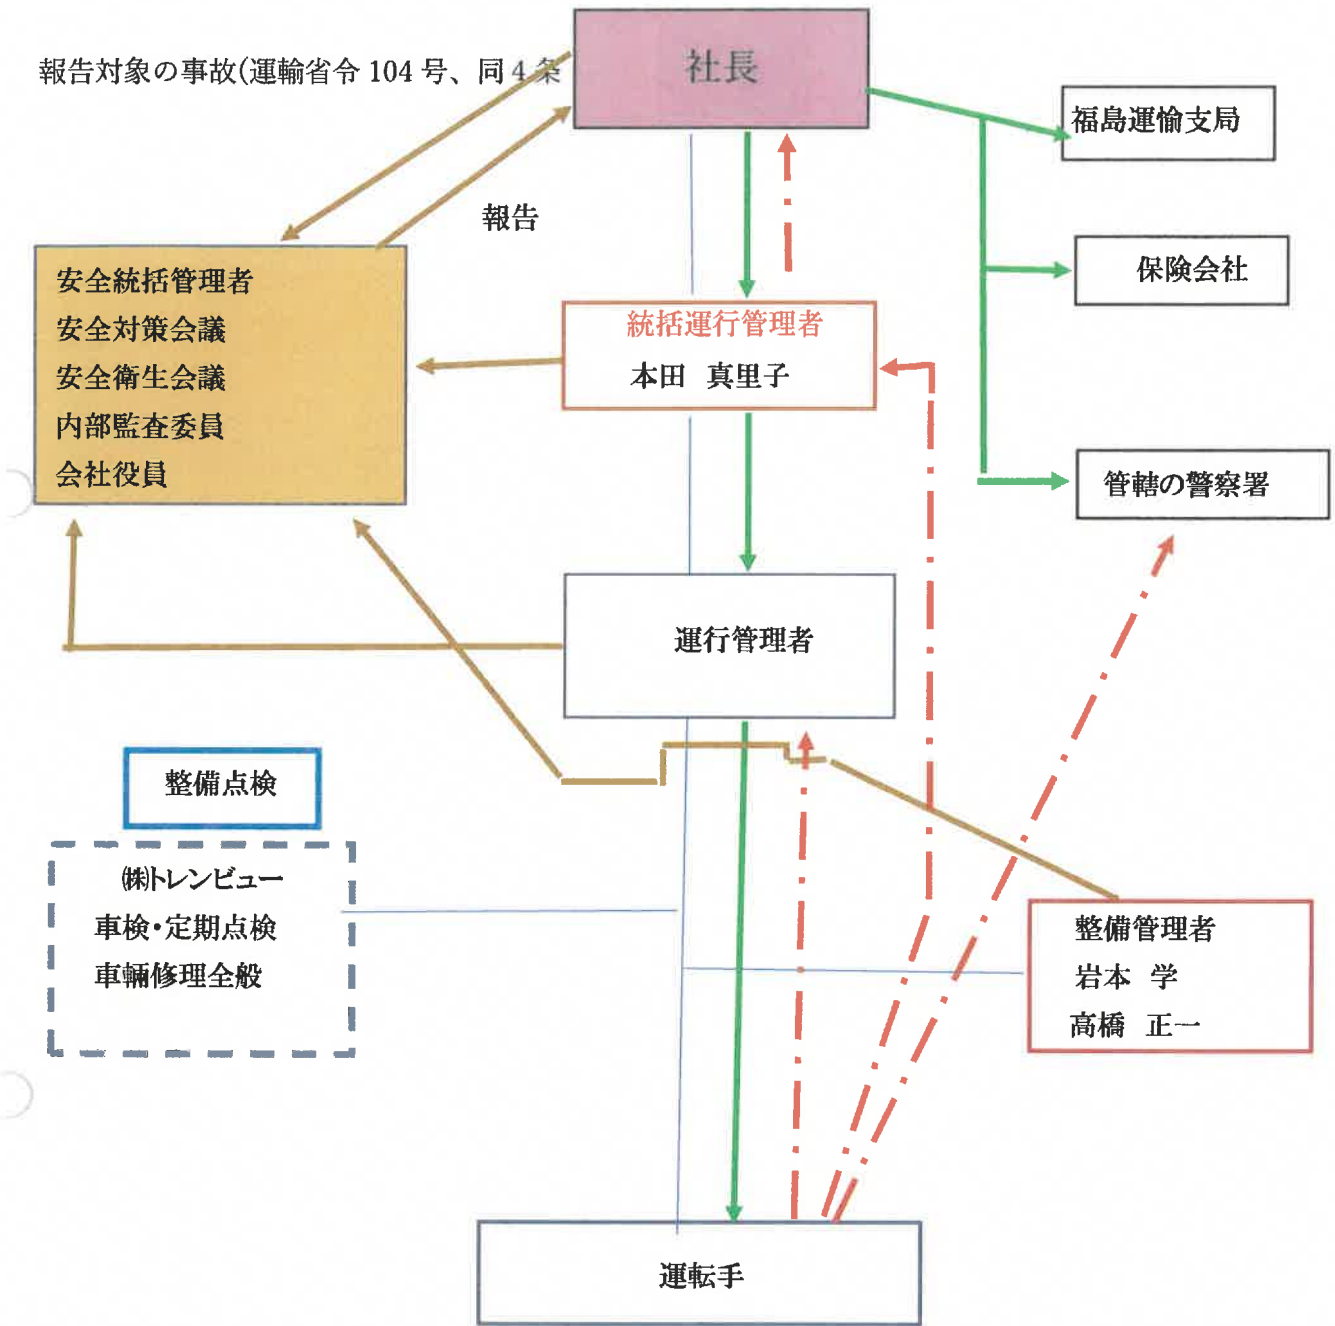 報告対象の事故(運輸省令 104 号、同 4 条
社長
福島運愉支局
報告
保険会社
安全統括管理者
安全対策会議
安全衛生会議
内部監査委員
会社役員
統括運行管理者
本田 真里子
管轄の警察署
運行管理者
整備点検
㈱トレンビュー
車検・定期点検
車輛修理全般
整備管理者
岩本 学
高橋 正一
運転手